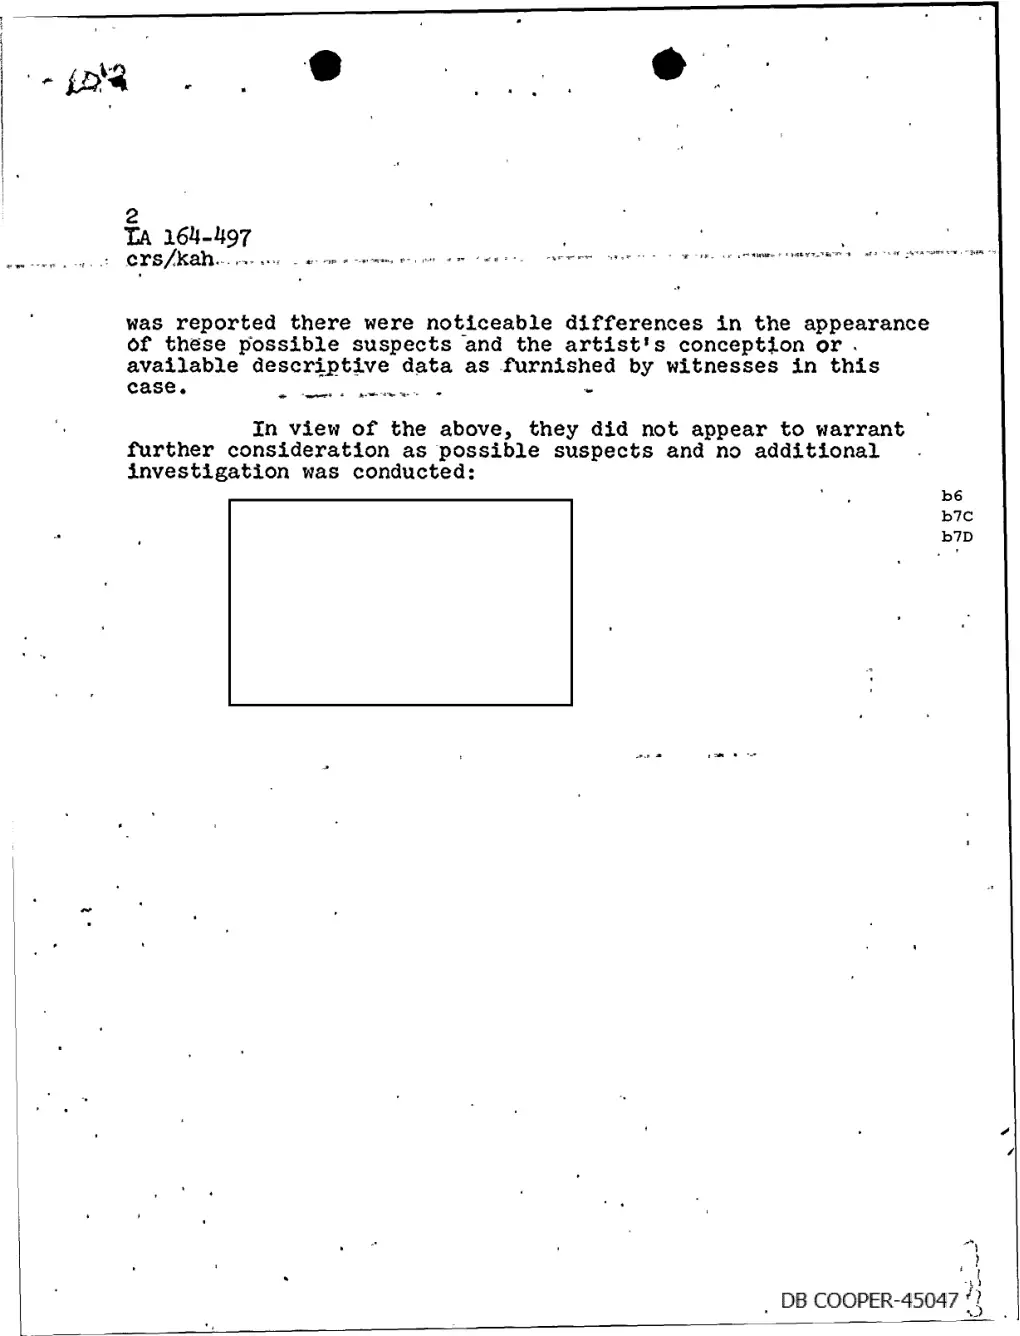 2
LA 164-497
crs/kah
was reported there were noticeable differences in the appearance
of these possible suspects and the artist's conception or
available descriptive data as furnished by witnesses in this
case.
In view of the above, they did not appear to warrant
further consideration as possible suspects and no additional
investigation was conducted:
b6
b7C
b7D
DB COOPER-45047